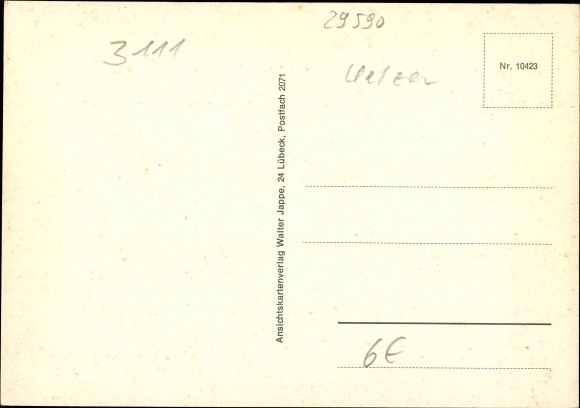 29590
3111
Nr. 10423
Uelzen
Ansichtskartenverlag Walter Jappe, 24 Lübeck, Postfach 2071
6€